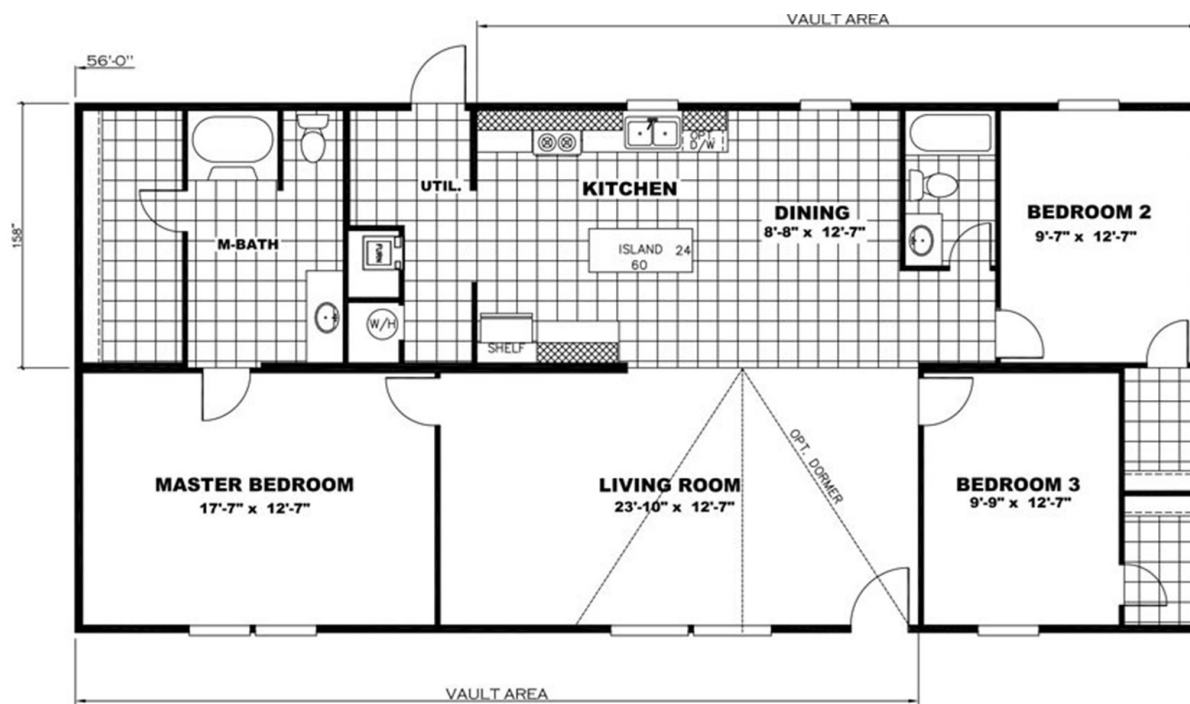 VAULT AREA
56'-0"
158"
OPT.
D/W
UTIL.
KITCHEN
DINING
8'-8" x 12'-7"
BEDROOM 2
9'-7" x 12'-7"
M-BATH
FURN
ISLAND 24
60
W/H
SHELF
OPT. DORMER
MASTER BEDROOM
17'-7" x 12'-7"
LIVING ROOM
23'-10" x 12'-7"
BEDROOM 3
9'-9" x 12'-7"
VAULT AREA